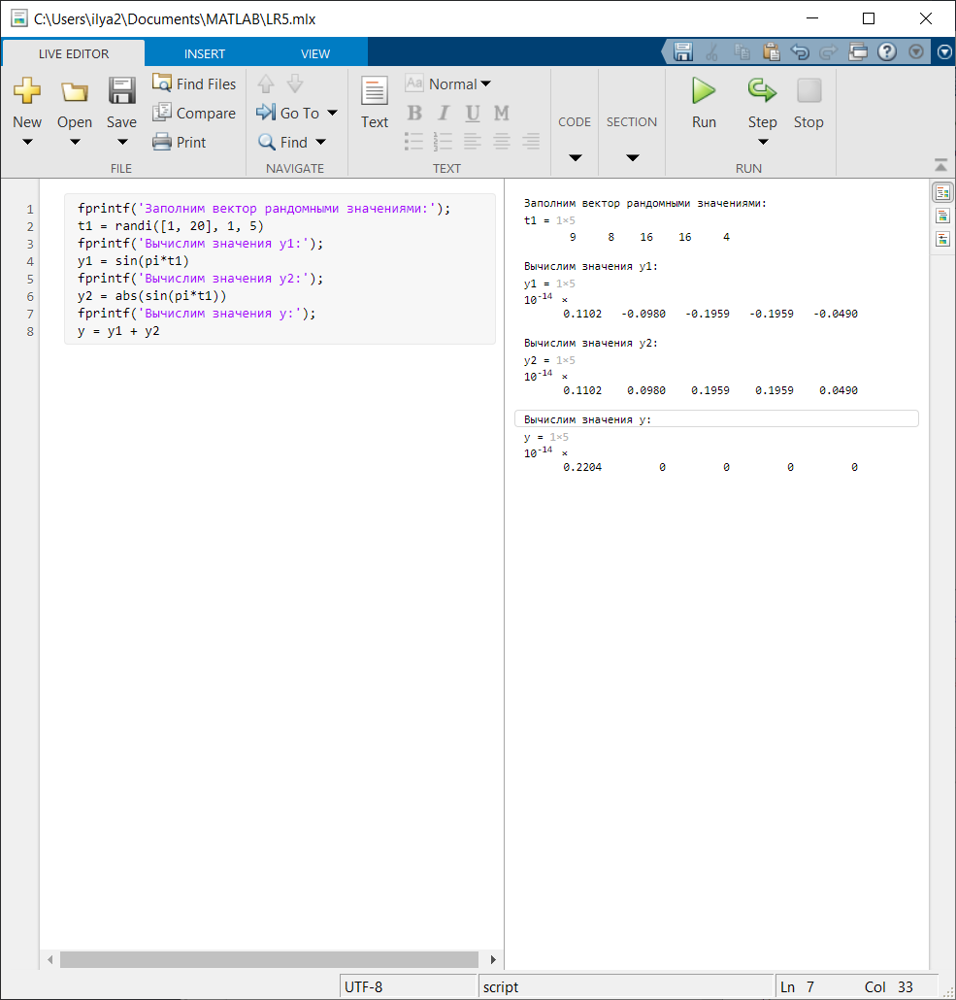 C:\Users\ilya2\Documents\MATLAB\LR5.mlx
LIVE EDITOR INSERT VIEW
New Open Save Find Files Compare Print
FILE
Go To Find
NAVIGATE
Text Aa Normal
B I U M
TEXT
CODE
SECTION
Run Step Stop
RUN
1 fprintf('Заполним вектор рандомными значениями:');
2 t1 = randi([1, 20], 1, 5)
3 fprintf('Вычислим значения y1:');
4 y1 = sin(pi*t1)
5 fprintf('Вычислим значения y2:');
6 y2 = abs(sin(pi*t1))
7 fprintf('Вычислим значения y:');
8 y = y1 + y2
Заполним вектор рандомными значениями:
t1 = 1×5
9 8 16 16 4
Вычислим значения y1:
y1 = 1×5
10^-14 ×
0.1102 -0.0980 -0.1959 -0.1959 -0.0490
Вычислим значения y2:
y2 = 1×5
10^-14 ×
0.1102 0.0980 0.1959 0.1959 0.0490
Вычислим значения y:
y = 1×5
10^-14 ×
0.2204 0 0 0 0
UTF-8 script Ln 7 Col 33